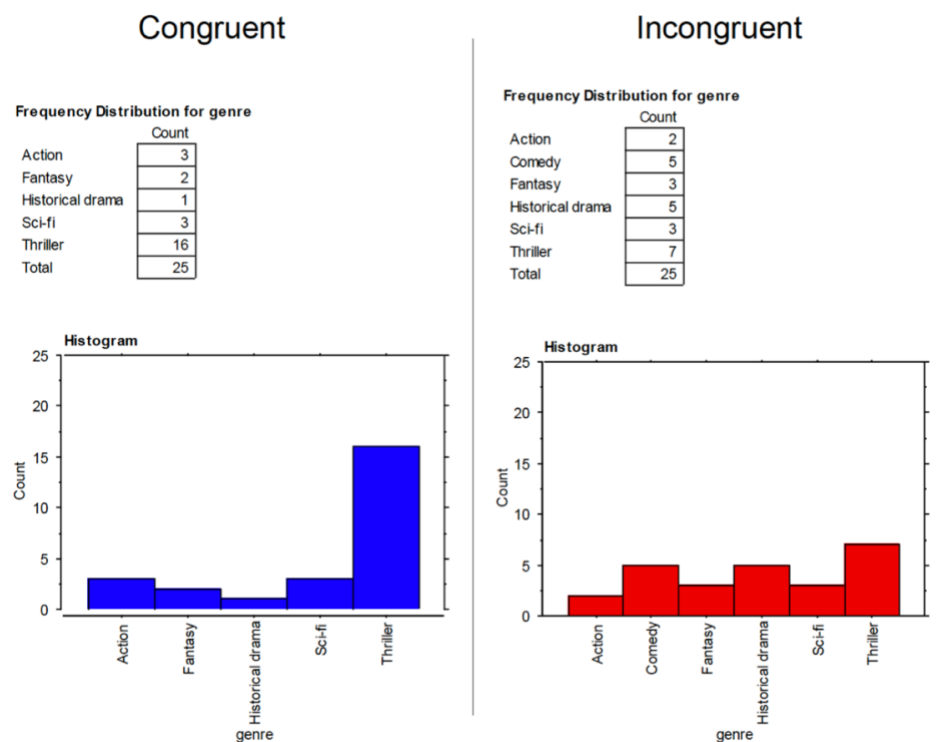 Congruent
Incongruent
Frequency Distribution for genre
Count
Action 3
Fantasy 2
Historical drama 1
Sci-fi 3
Thriller 16
Total 25
Histogram
25
20
15
10
5
0
Count
Action
Fantasy
Historical drama
Sci-fi
Thriller
genre
Frequency Distribution for genre
Count
Action 2
Comedy 5
Fantasy 3
Historical drama 5
Sci-fi 3
Thriller 7
Total 25
Histogram
25
20
15
10
5
0
Count
Action
Comedy
Fantasy
Historical drama
Sci-fi
Thriller
genre